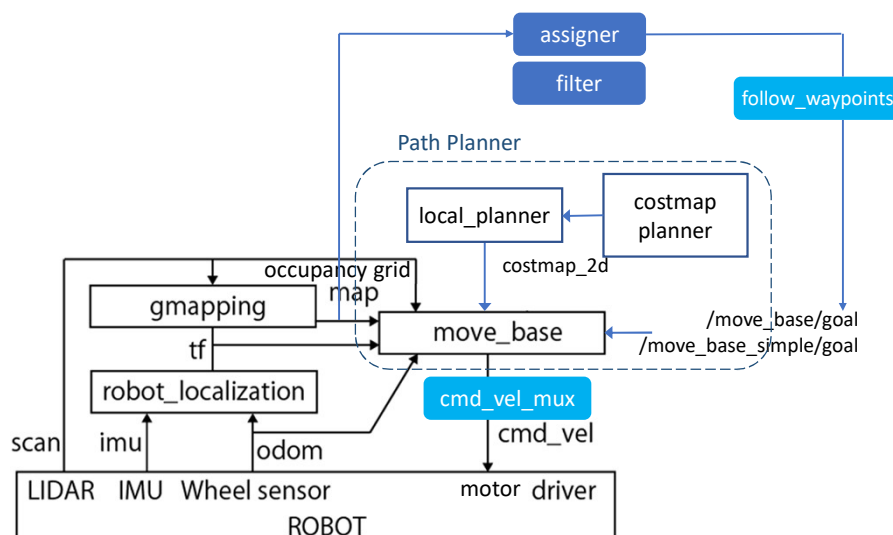 assigner
filter
follow_waypoints
Path Planner
local_planner
costmap
planner
occupancy grid
costmap_2d
map
gmapping
/move_base/goal
move_base
/move_base_simple/goal
tf
robot_localization
cmd_vel_mux
scan
imu
odom
cmd_vel
LIDAR
IMU
Wheel sensor
motor
driver
ROBOT